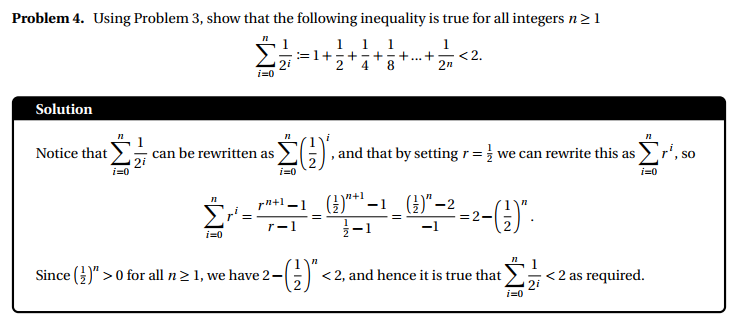 Problem 4. Using Problem 3, show that the following inequality is true for all integers n ≥ 1
$\sum_{i=0}^{n} \frac{1}{2^i} := 1 + \frac{1}{2} + \frac{1}{4} + \frac{1}{8} + ... + \frac{1}{2^n} < 2.$
Solution
Notice that $\sum_{i=0}^{n} \frac{1}{2^i}$ can be rewritten as $\sum_{i=0}^{n} \left(\frac{1}{2}\right)^i$, and that by setting $r = \frac{1}{2}$ we can rewrite this as $\sum_{i=0}^{n} r^i$, so
$\sum_{i=0}^{n} r^i = \frac{r^{n+1} - 1}{r - 1} = \frac{\left(\frac{1}{2}\right)^{n+1} - 1}{\frac{1}{2} - 1} = \frac{\left(\frac{1}{2}\right)^n - 2}{-1} = 2 - \left(\frac{1}{2}\right)^n.$
Since $\left(\frac{1}{2}\right)^n > 0$ for all n ≥ 1, we have $2 - \left(\frac{1}{2}\right)^n < 2$, and hence it is true that $\sum_{i=0}^{n} \frac{1}{2^i} < 2$ as required.